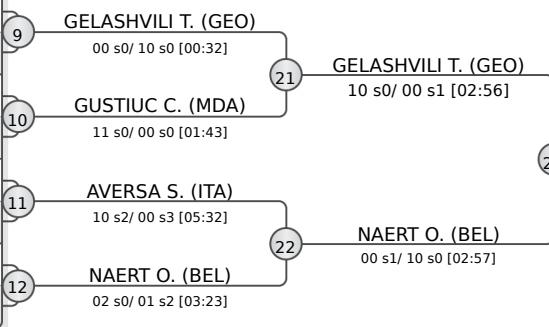 GELASHVILI T. (GEO)
9
00 s0/ 10 s0 [00:32]
21
GELASHVILI T. (GEO)
10 s0/ 00 s1 [02:56]
GUSTIUC C. (MDA)
10
11 s0/ 00 s0 [01:43]
AVERSA S. (ITA)
11
10 s2/ 00 s3 [05:32]
22
NAERT O. (BEL)
00 s1/ 10 s0 [02:57]
NAERT O. (BEL)
12
02 s0/ 01 s2 [03:23]